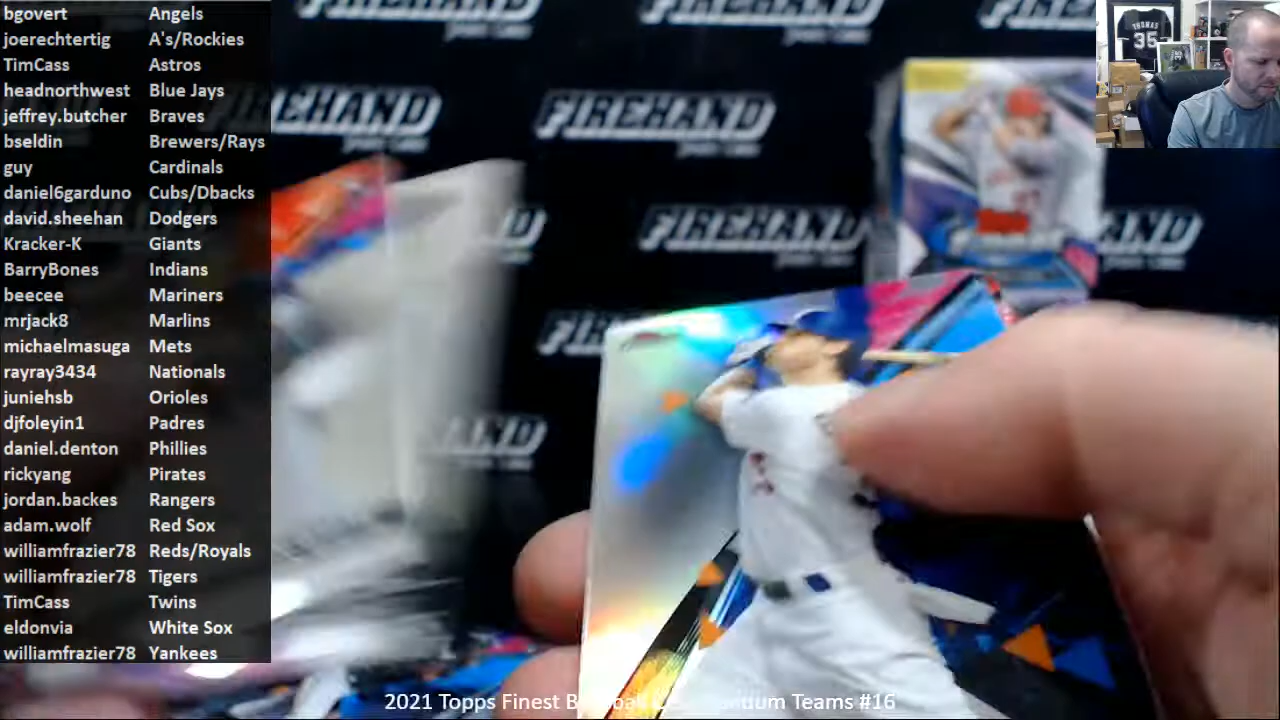 bgovert Angels
joerechtertig A's/Rockies
TimCass Astros
headnorthwest Blue Jays
jeffrey.butcher Braves
bseldin Brewers/Rays
guy Cardinals
daniel6garduno Cubs/Dbacks
david.sheehan Dodgers
Kracker-K Giants
BarryBones Indians
beecee Mariners
mrjack8 Marlins
michaelmasuga Mets
rayray3434 Nationals
juniehsb Orioles
djfoleyin1 Padres
daniel.denton Phillies
rickyang Pirates
jordan.backes Rangers
adam.wolf Red Sox
williamfrazier78 Reds/Royals
williamfrazier78 Tigers
TimCass Twins
eldonvia White Sox
williamfrazier78 Yankees
FIREHAND
FIREHAND
FIREHAND
FIREHAND
FIREHAND
FIREHAND
THOMAS
35
2021 Topps Finest Teams #16